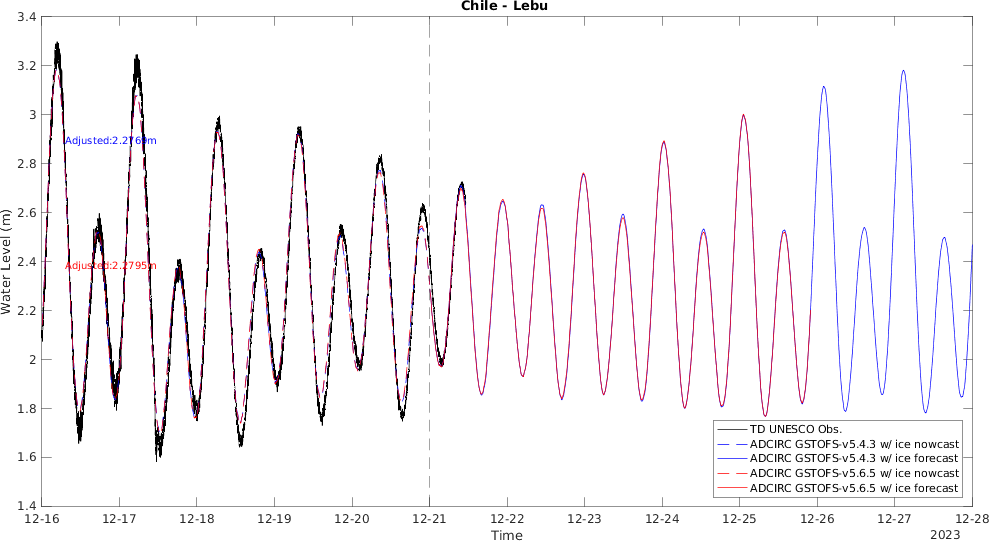 Chile - Lebu
3.4
3.2
3
2.8
2.6
2.4
2.2
2
1.8
1.6
1.4
Water Level (m)
Adjusted:2.2769m
Adjusted:2.2795m
TD UNESCO Obs.
ADCIRC GSTOFS-v5.4.3 w/ ice nowcast
ADCIRC GSTOFS-v5.4.3 w/ ice forecast
ADCIRC GSTOFS-v5.6.5 w/ ice nowcast
ADCIRC GSTOFS-v5.6.5 w/ ice forecast
12-16 12-17 12-18 12-19 12-20 12-21 12-22 12-23 12-24 12-25 12-26 12-27 12-28
Time
2023